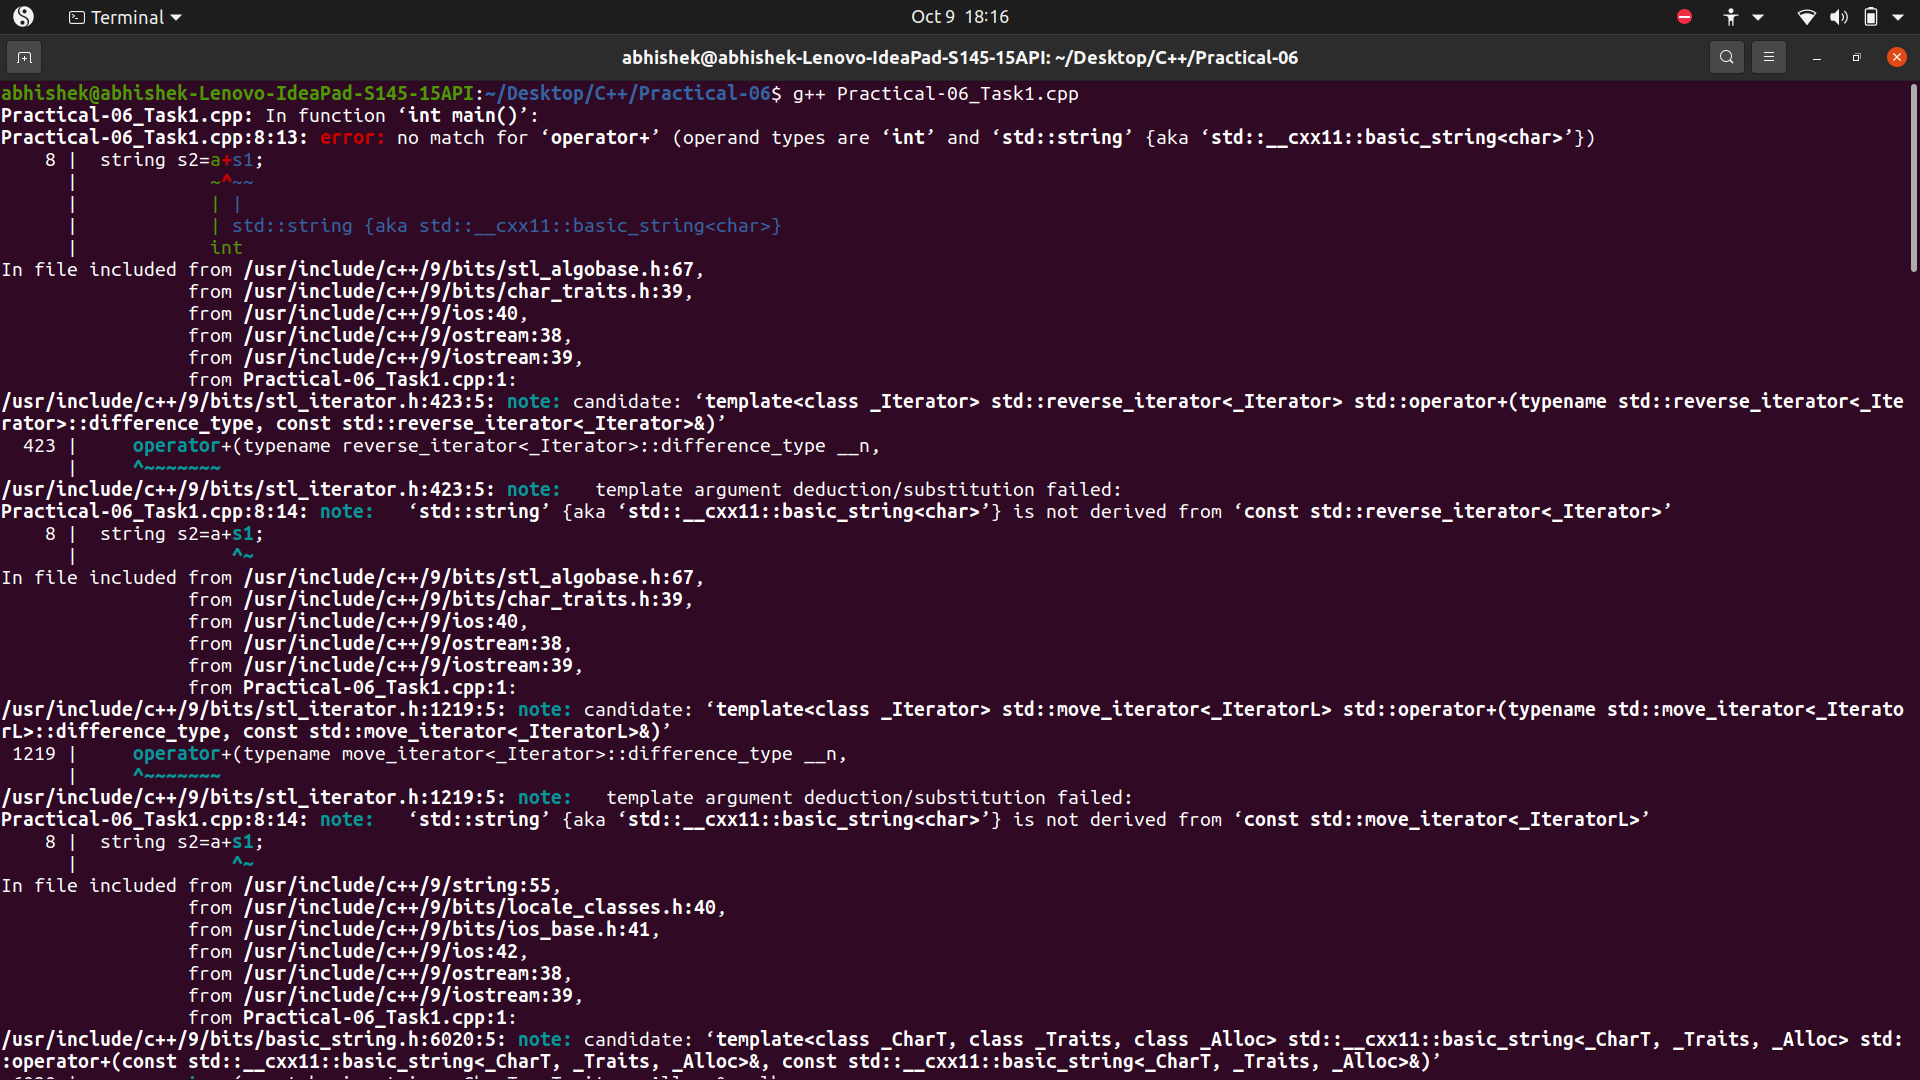 Terminal
Oct 9 18:16
abhishek@abhishek-Lenovo-IdeaPad-S145-15API: ~/Desktop/C++/Practical-06
abhishek@abhishek-Lenovo-IdeaPad-S145-15API:~/Desktop/C++/Practical-06$ g++ Practical-06_Task1.cpp
Practical-06_Task1.cpp: In function ‘int main()’:
Practical-06_Task1.cpp:8:13: error: no match for ‘operator+’ (operand types are ‘int’ and ‘std::string’ {aka ‘std::__cxx11::basic_string<char>’})
    8 |  string s2=a+s1;
      |            ~^~~
      |            | |
      |            | std::string {aka std::__cxx11::basic_string<char>}
      |            int
In file included from /usr/include/c++/9/bits/stl_algobase.h:67,
                 from /usr/include/c++/9/bits/char_traits.h:39,
                 from /usr/include/c++/9/ios:40,
                 from /usr/include/c++/9/ostream:38,
                 from /usr/include/c++/9/iostream:39,
                 from Practical-06_Task1.cpp:1:
/usr/include/c++/9/bits/stl_iterator.h:423:5: note: candidate: ‘template<class _Iterator> std::reverse_iterator<_Iterator> std::operator+(typename std::reverse_iterator<_Ite
rator>::difference_type, const std::reverse_iterator<_Iterator>&)’
  423 |     operator+(typename reverse_iterator<_Iterator>::difference_type __n,
      |     ^~~~~~~~
/usr/include/c++/9/bits/stl_iterator.h:423:5: note:   template argument deduction/substitution failed:
Practical-06_Task1.cpp:8:14: note:   ‘std::string’ {aka ‘std::__cxx11::basic_string<char>’} is not derived from ‘const std::reverse_iterator<_Iterator>’
    8 |  string s2=a+s1;
      |              ^~
In file included from /usr/include/c++/9/bits/stl_algobase.h:67,
                 from /usr/include/c++/9/bits/char_traits.h:39,
                 from /usr/include/c++/9/ios:40,
                 from /usr/include/c++/9/ostream:38,
                 from /usr/include/c++/9/iostream:39,
                 from Practical-06_Task1.cpp:1:
/usr/include/c++/9/bits/stl_iterator.h:1219:5: note: candidate: ‘template<class _Iterator> std::move_iterator<_IteratorL> std::operator+(typename std::move_iterator<_Iterato
rL>::difference_type, const std::move_iterator<_IteratorL>&)’
 1219 |     operator+(typename move_iterator<_Iterator>::difference_type __n,
      |     ^~~~~~~~
/usr/include/c++/9/bits/stl_iterator.h:1219:5: note:   template argument deduction/substitution failed:
Practical-06_Task1.cpp:8:14: note:   ‘std::string’ {aka ‘std::__cxx11::basic_string<char>’} is not derived from ‘const std::move_iterator<_IteratorL>’
    8 |  string s2=a+s1;
      |              ^~
In file included from /usr/include/c++/9/string:55,
                 from /usr/include/c++/9/bits/locale_classes.h:40,
                 from /usr/include/c++/9/bits/ios_base.h:41,
                 from /usr/include/c++/9/ios:42,
                 from /usr/include/c++/9/ostream:38,
                 from /usr/include/c++/9/iostream:39,
                 from Practical-06_Task1.cpp:1:
/usr/include/c++/9/bits/basic_string.h:6020:5: note: candidate: ‘template<class _CharT, class _Traits, class _Alloc> std::__cxx11::basic_string<_CharT, _Traits, _Alloc> std:
:operator+(const std::__cxx11::basic_string<_CharT, _Traits, _Alloc>&, const std::__cxx11::basic_string<_CharT, _Traits, _Alloc>&)’